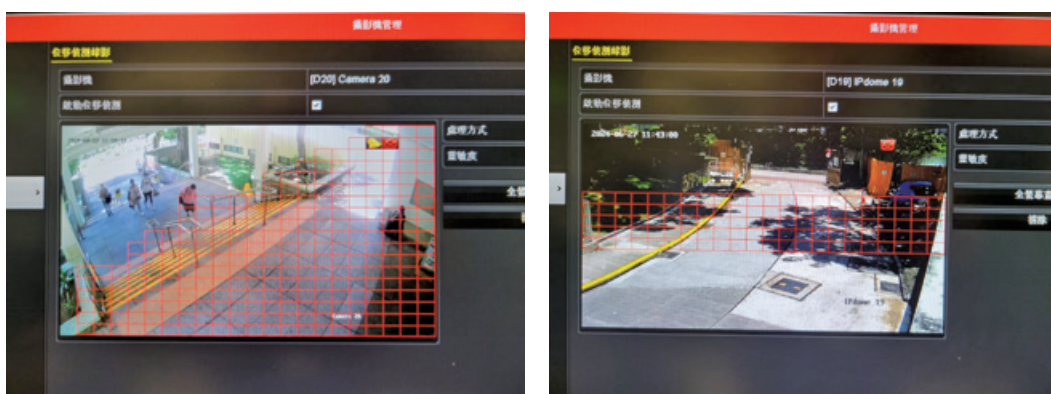 攝影機管理
位移偵測錄影
攝影機
[D20] Camera 20
啟動位移偵測
處理方式
靈敏度
Camera 20
攝影機管理
位移偵測錄影
攝影機
[D19] IPdome 19
啟動位移偵測
2024-06-27 11:43:00
處理方式
靈敏度
全螢幕
清除
IPdome 19